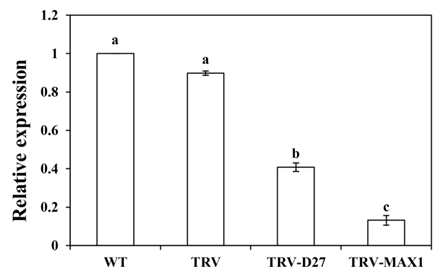 1.2
1
0.8
0.6
0.4
0.2
0
Relative expression
a
a
b
c
WT TRV TRV-D27 TRV-MAX1